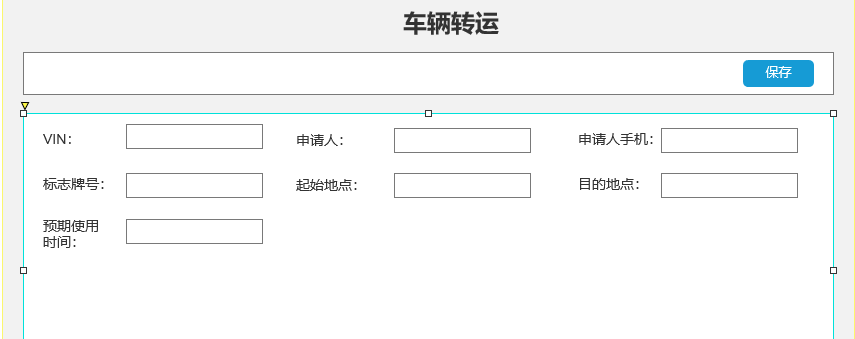 车辆转运
保存
VIN：
申请人：
申请人手机：
标志牌号：
起始地点：
目的地点：
预期使用
时间：